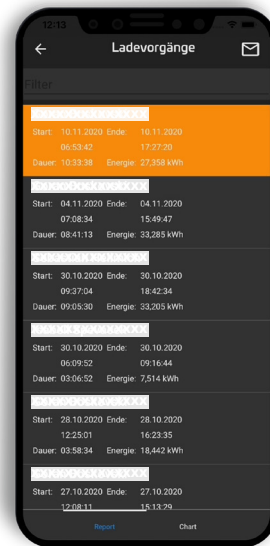 12:13
Ladevorgänge
Filter
Start: 10.11.2020 Ende: 10.11.2020
06:53:42 17:27:20
Dauer: 10:33:38 Energie: 27,358 kWh
Start: 04.11.2020 Ende: 04.11.2020
07:08:34 15:49:47
Dauer: 08:41:13 Energie: 33,285 kWh
Start: 30.10.2020 Ende: 30.10.2020
09:37:04 18:42:34
Dauer: 09:05:30 Energie: 33,205 kWh
Start: 30.10.2020 Ende: 30.10.2020
06:09:52 09:16:44
Dauer: 03:06:52 Energie: 7,514 kWh
Start: 28.10.2020 Ende: 28.10.2020
12:25:01 16:23:35
Dauer: 03:58:34 Energie: 18,442 kWh
Start: 27.10.2020 Ende: 27.10.2020
12:08:11 15:13:29
Report Chart